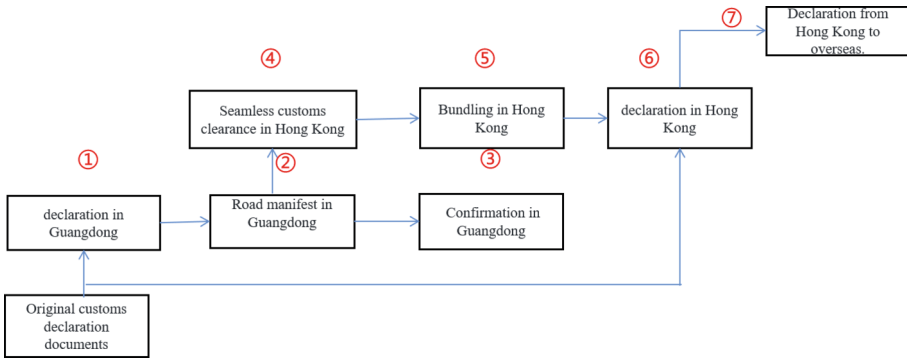 ⑦
Declaration from
Hong Kong to
overseas.
④
⑤
⑥
Seamless customs
clearance in Hong Kong
Bundling in Hong
Kong
declaration in Hong
Kong
①
②
③
declaration in
Guangdong
Road manifest in
Guangdong
Confirmation in
Guangdong
Original customs
declaration
documents